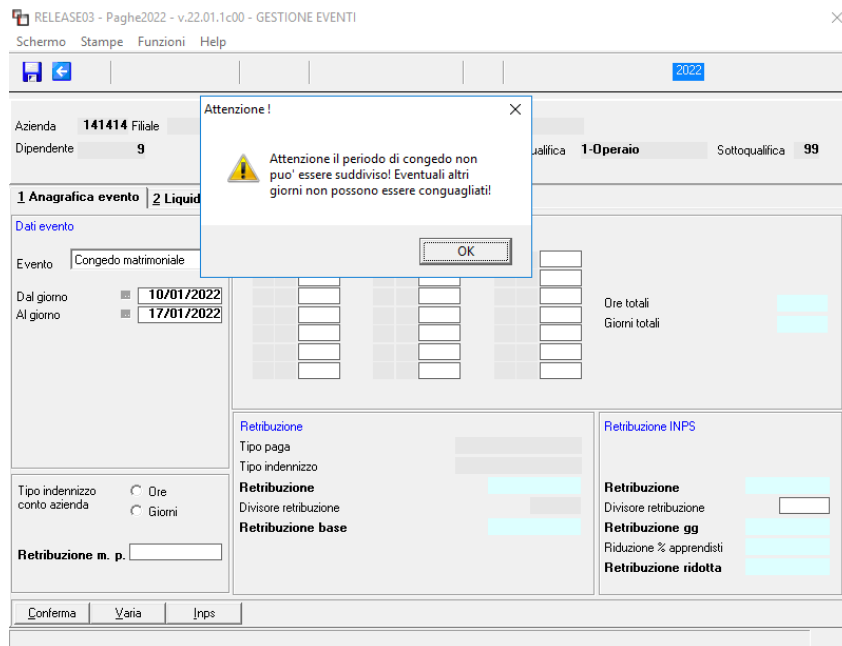 RELEASE03 - Paghe2022 - v.22.01.1c00 - GESTIONE EVENTI
Schermo Stampe Funzioni Help
2022
Attenzione !
Azienda 141414 Filiale
Dipendente 9
ualifica 1-Operaio Sottoqualifica 99
Attenzione il periodo di congedo non
puo' essere suddiviso! Eventuali altri
giorni non possono essere conguagliati!
OK
1 Anagrafica evento 2 Liquid
Dati evento
Evento Congedo matrimoniale
Dal giorno 10/01/2022
Al giorno 17/01/2022
Ore totali
Giorni totali
Retribuzione
Tipo paga
Tipo indennizzo
Retribuzione
Divisore retribuzione
Retribuzione base
Retribuzione INPS
Retribuzione
Divisore retribuzione
Retribuzione gg
Riduzione % apprendisti
Retribuzione ridotta
Tipo indennizzo
conto azienda
Ore
Giorni
Retribuzione m. p.
Conferma Varia Inps